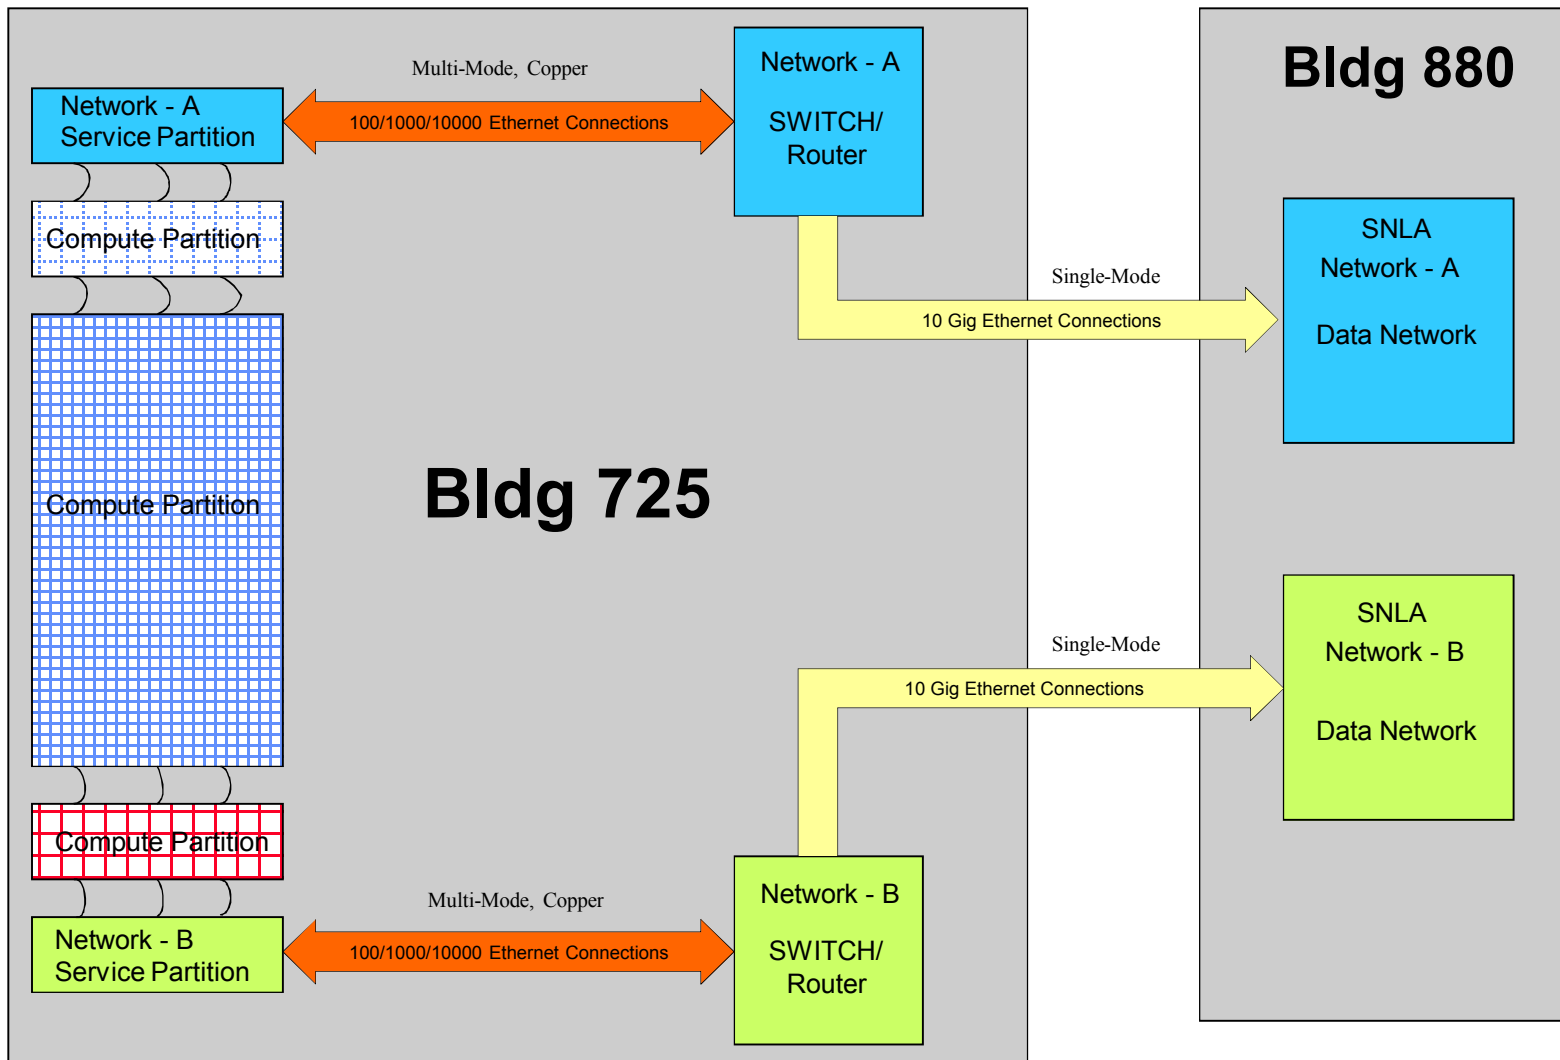 Bldg 725
Network - A
Service Partition
Multi-Mode, Copper
100/1000/10000 Ethernet Connections
Network - A
SWITCH/
Router
Compute Partition
Compute Partition
Compute Partition
Network - B
Service Partition
Multi-Mode, Copper
100/1000/10000 Ethernet Connections
Network - B
SWITCH/
Router
Single-Mode
10 Gig Ethernet Connections
Single-Mode
10 Gig Ethernet Connections
Bldg 880
SNLA
Network - A
Data Network
SNLA
Network - B
Data Network